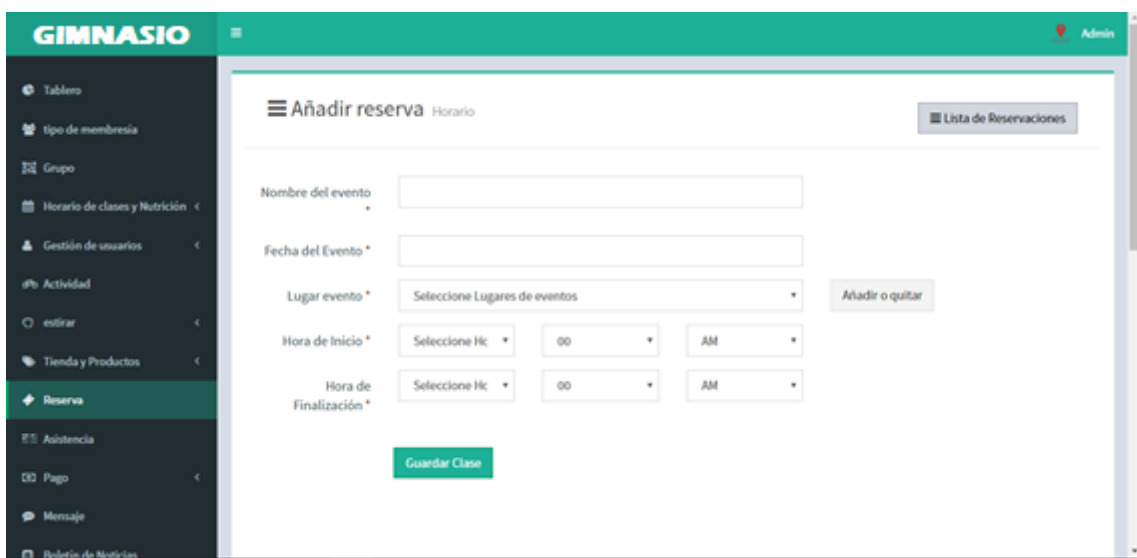 GIMNASIO
Admin
Tablero
tipo de membresía
Grupo
Horario de clases y Nutrición
Gestión de usuarios
Actividad
estirar
Tienda y Productos
Reserva
Asistencia
Pago
Mensaje
Boletín de Noticias
Añadir reserva Horario
Lista de Reservaciones
Nombre del evento
*
Fecha del Evento *
Lugar evento * Seleccione Lugares de eventos Añadir o quitar
Hora de Inicio * Seleccione Hc 00 AM
Hora de Seleccione Hc 00 AM
Finalización *
Guardar Clase